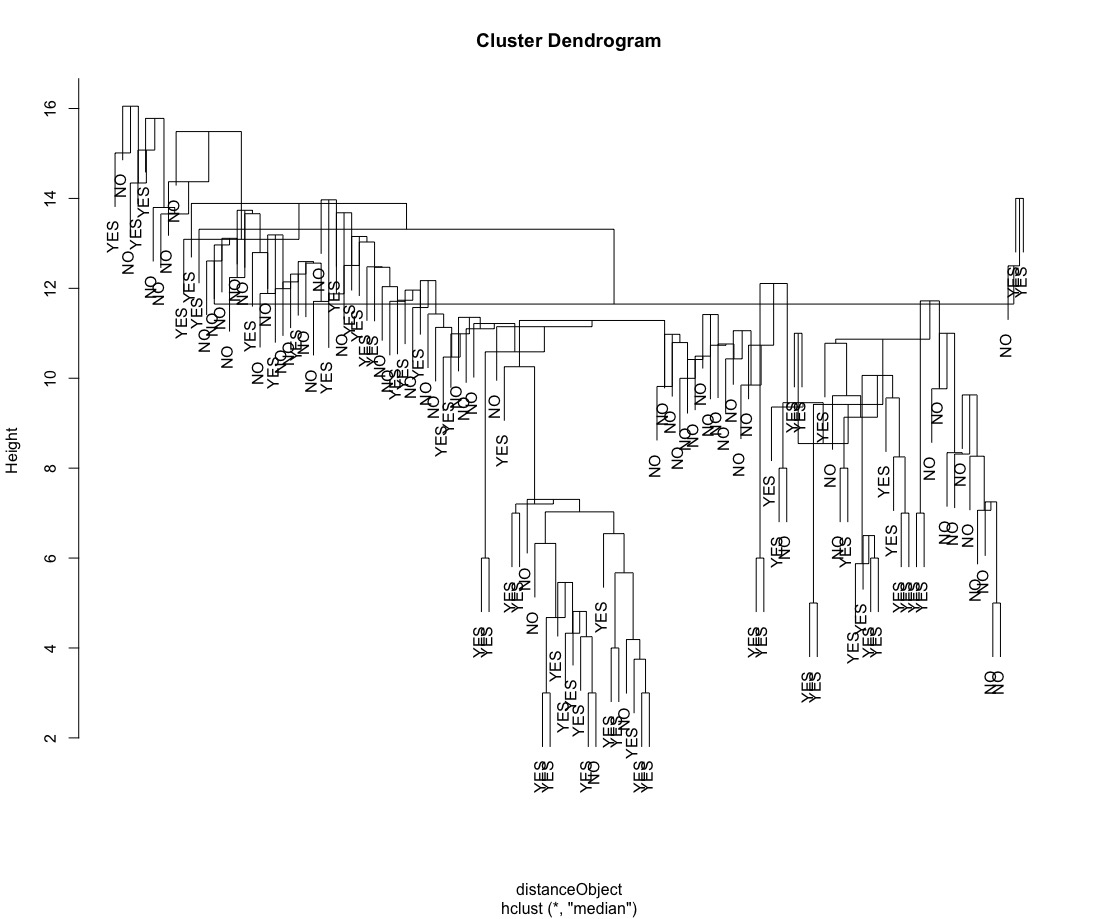 Cluster Dendrogram
Height
16
14
12
10
8
6
4
2
YES
NO
NO
YES
YES
NO
NO
NO
NO
YES
YES
YES
NO
NO
NO
NO
NO
NO
YES
NO
NO
YES
NO
NO
YES
NO
NO
NO
YES
YES
NO
YES
YES
YES
YES
NO
NO
YES
YES
NO
YES
NO
NO
YES
YES
NO
NO
NO
YES
YES
NO
YES
YES
YES
NO
NO
YES
YES
YES
YES
YES
YES
YES
NO
YES
YES
YES
NO
YES
YES
YES
NO
NO
NO
NO
NO
NO
NO
NO
NO
NO
NO
NO
NO
YES
YES
YES
YES
NO
YES
YES
YES
YES
YES
NO
NO
YES
YES
YES
YES
YES
YES
YES
YES
YES
YES
YES
NO
NO
NO
NO
NO
NO
NO
NO
NO
NO
NO
YES
YES
distanceObject
hclust (*, "median")